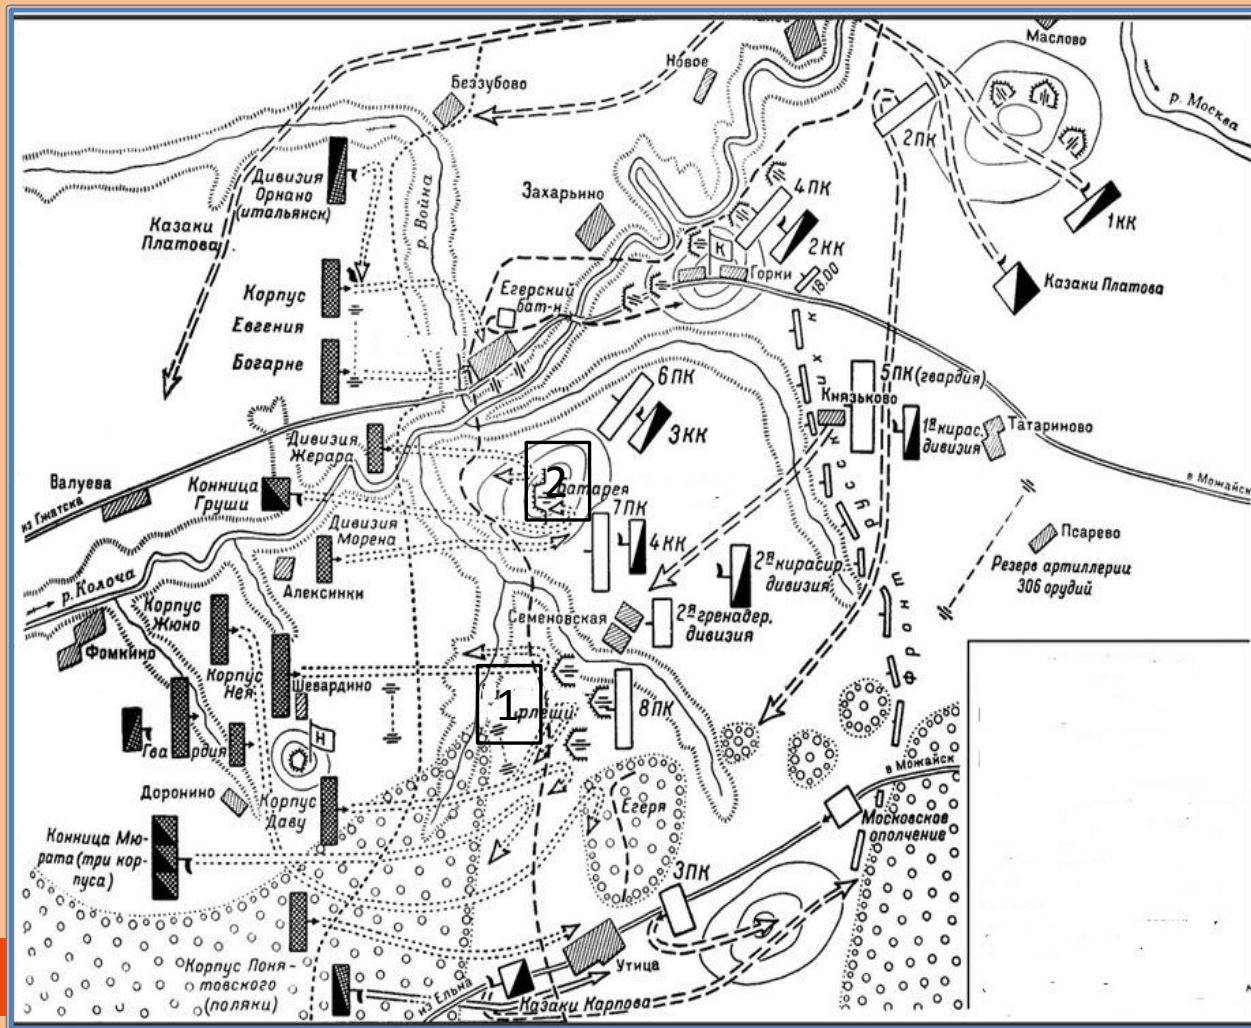 Маслово
р. Москва
Новое
Беззубово
2ПК
Дивизия
Орнано
(итальянск)
Казаки
Платова
р. Война
Захарьино
4ПК
2КК
1КК
К
Горки
18.00
Казаки Платова
Корпус
Евгения
Богарне
Егерский
бат-н
6ПК
3КК
5ПК(гвардия)
Князьково
1я кирас.
дивизия
Татариново
Дивизия
Жерара
Валуева
из Гжатска
Конница
Груши
2
батарея
7ПК
4КК
в Можайск
Дивизия
Морена
Псарево
Резерв артиллерии
306 орудий
2я кирасир.
дивизия
р. Колоча
Алексинки
Корпус
Жюно
Семеновская
2я гренадер.
дивизия
Фомкино
Корпус
Нея
Шевардино
1
8ПК
Фронт русск
Гвардия
Н
в Можайск
Доронино
Корпус
Даву
Егеря
Московское
ополчение
Конница Мю-
рата(три кор-
пуса)
3ПК
Корпус Поня-
товского
(поляки)
Утица
из Ельна
Казаки Карпова